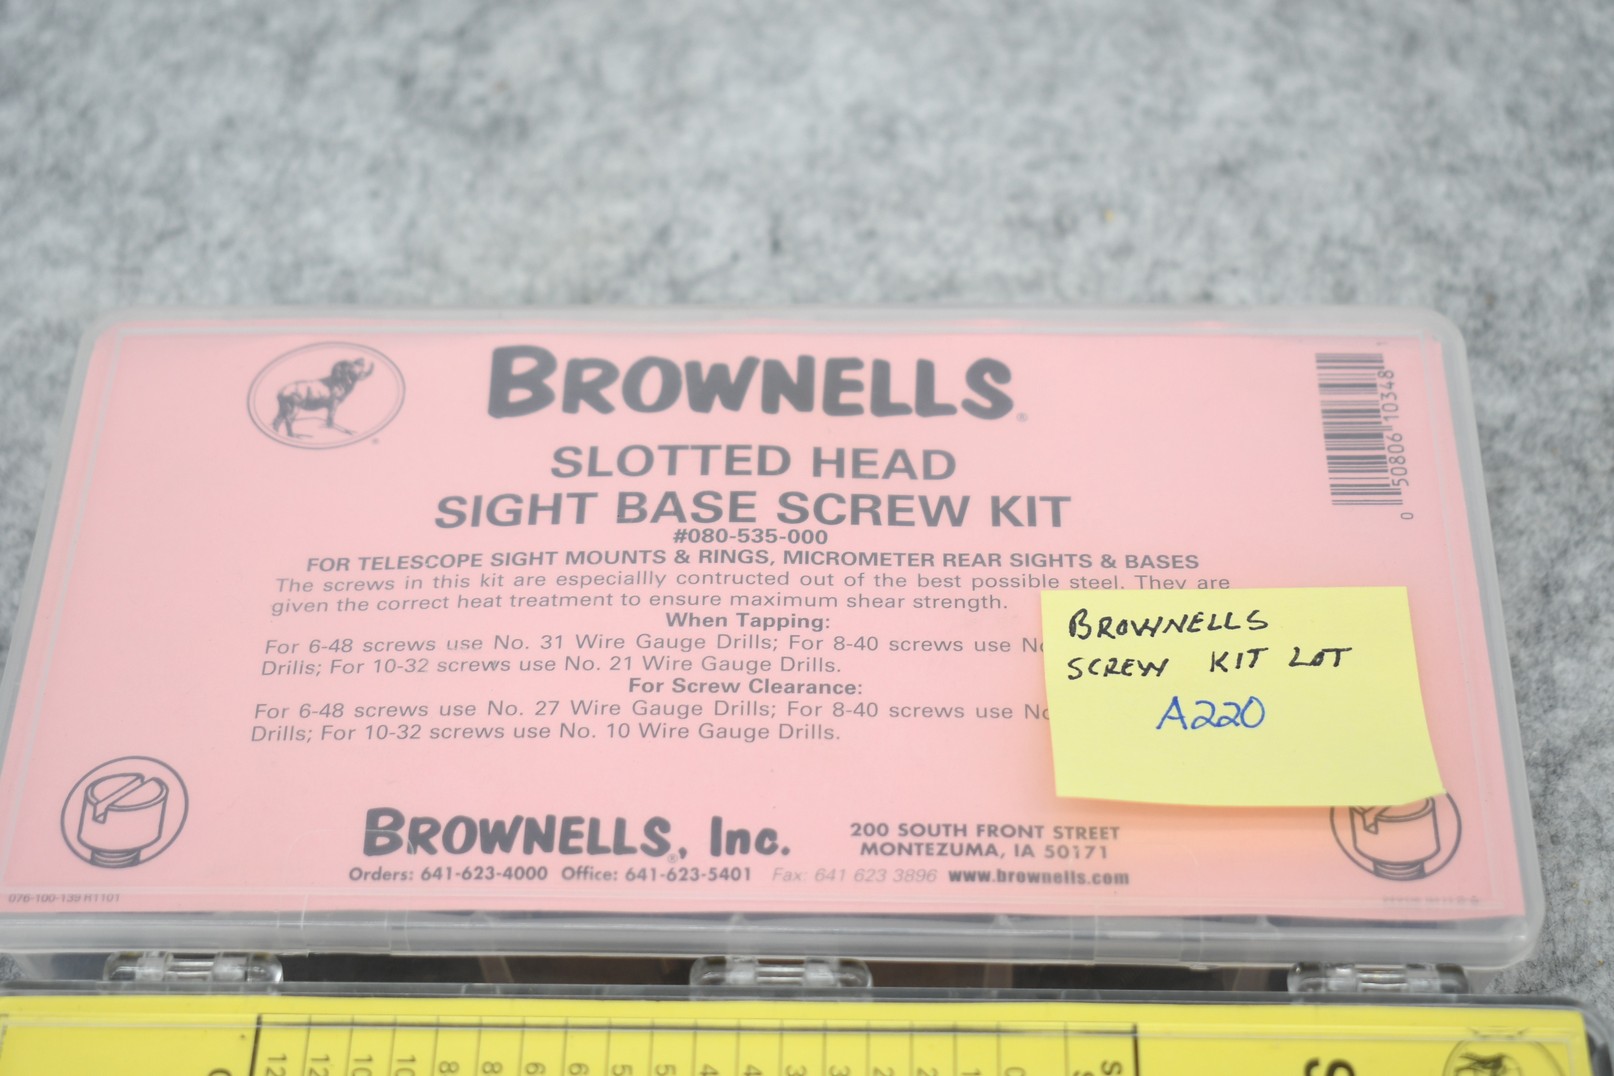 BROWNELLS®
SLOTTED HEAD
SIGHT BASE SCREW KIT
#080-535-000
FOR TELESCOPE SIGHT MOUNTS & RINGS, MICROMETER REAR SIGHTS & BASES
The screws in this kit are especiallly contructed out of the best possible steel. They are
given the correct heat treatment to ensure maximum shear strength.
When Tapping:
For 6-48 screws use No. 31 Wire Gauge Drills; For 8-40 screws use
Drills; For 10-32 screws use No. 21 Wire Gauge Drills.
For Screw Clearance:
For 6-48 screws use No. 27 Wire Gauge Drills; For 8-40 screws use
Drills; For 10-32 screws use No. 10 Wire Gauge Drills.
BROWNELLS®, Inc.
200 SOUTH FRONT STREET
MONTEZUMA, IA 50171
Orders: 641-623-4000 Office: 641-623-5401 Fax: 641 623 3896 www.brownells.com
076-100-139 R1101
0 50806 10348 1
BROWNELLS
SCREW KIT LOT
A220